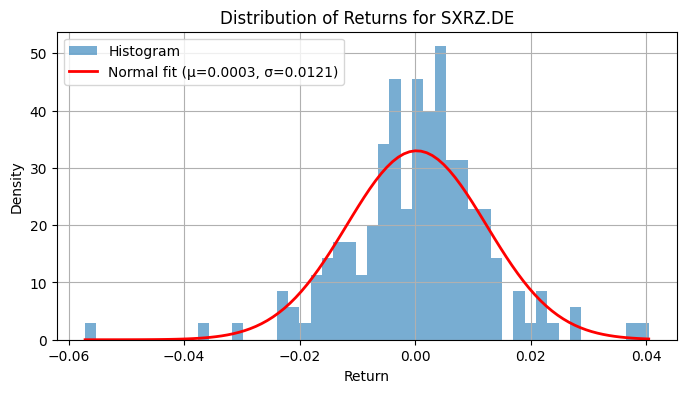 Distribution of Returns for SXRZ.DE
Histogram
Normal fit (μ=0.0003, σ=0.0121)
Density
50
40
30
20
10
0
−0.06
−0.04
−0.02
0.00
0.02
0.04
Return